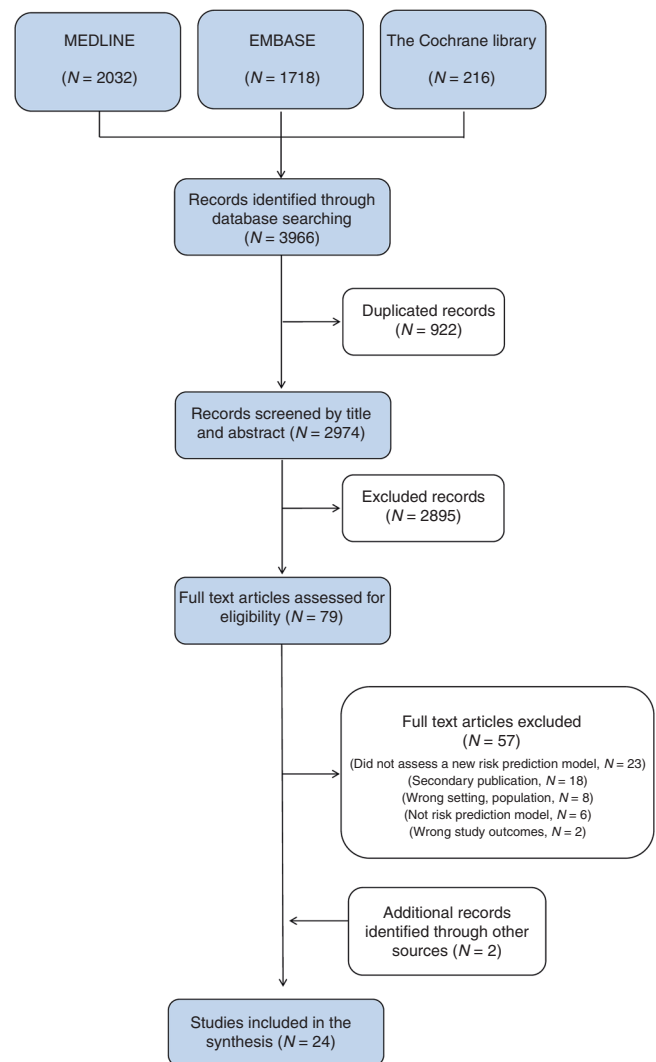 MEDLINE
(N = 2032)
EMBASE
(N = 1718)
The Cochrane library
(N = 216)
Records identified through
database searching
(N = 3966)
Duplicated records
(N = 922)
Records screened by title
and abstract (N = 2974)
Excluded records
(N = 2895)
Full text articles assessed for
eligibility (N = 79)
Full text articles excluded
(N = 57)
(Did not assess a new risk prediction model, N = 23)
(Secondary publication, N = 18)
(Wrong setting, population, N = 8)
(Not risk prediction model, N = 6)
(Wrong study outcomes, N = 2)
Additional records
identified through other
sources (N = 2)
Studies included in the
synthesis (N = 24)